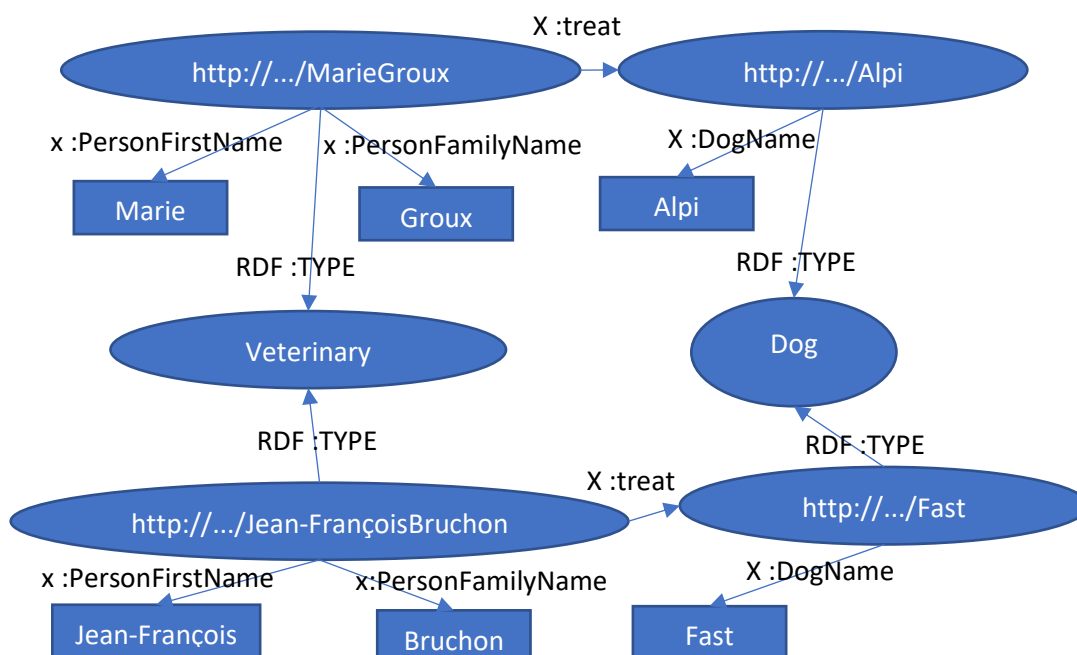 X :treat
http://.../MarieGroux
http://.../Alpi
x :PersonFirstName
x :PersonFamilyName
X :DogName
Marie
Groux
Alpi
RDF :TYPE
RDF :TYPE
Veterinary
Dog
RDF :TYPE
RDF :TYPE
X :treat
http://.../Jean-FrançoisBruchon
http://.../Fast
x :PersonFirstName
x:PersonFamilyName
X :DogName
Jean-François
Bruchon
Fast